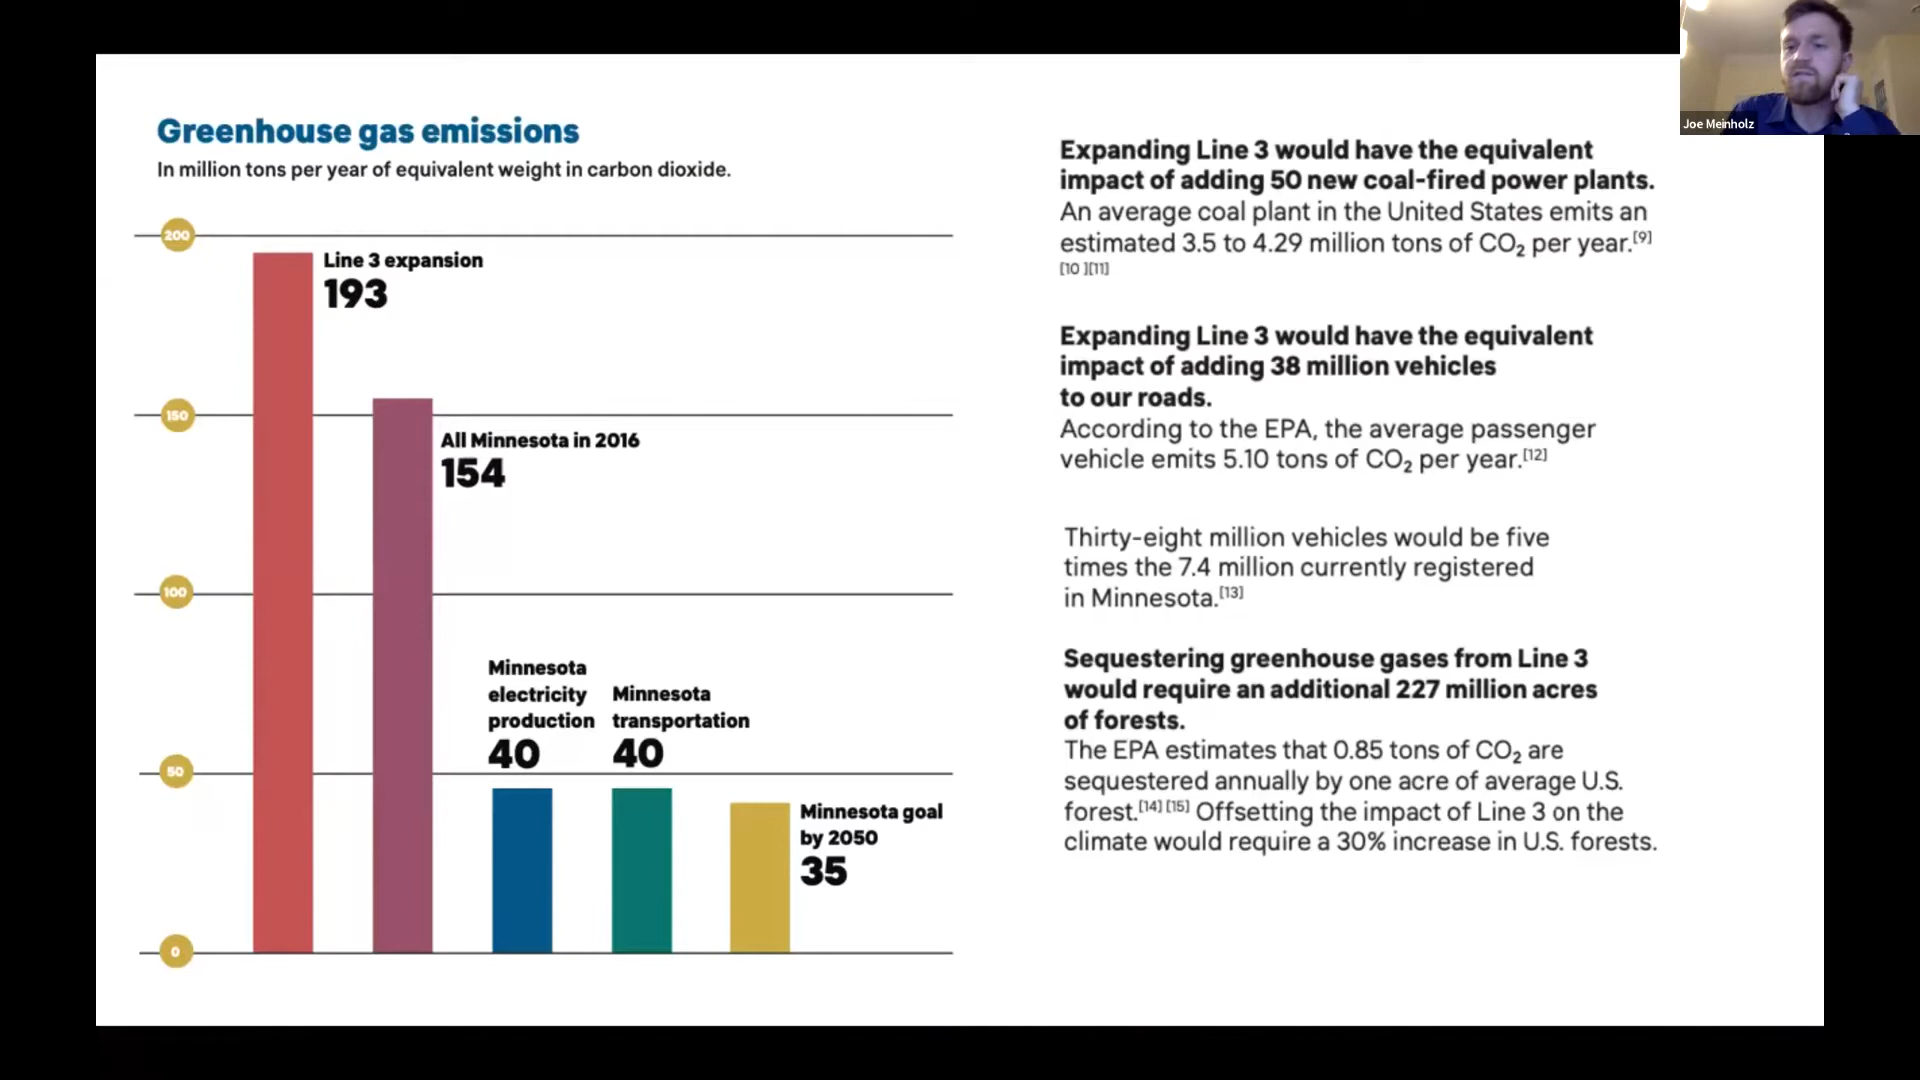 Greenhouse gas emissions
In million tons per year of equivalent weight in carbon dioxide.
200
Line 3 expansion
193
150
All Minnesota in 2016
154
100
Minnesota
electricity
production
40
Minnesota
transportation
40
50
Minnesota goal
by 2050
35
0
Expanding Line 3 would have the equivalent
impact of adding 50 new coal-fired power plants.
An average coal plant in the United States emits an
estimated 3.5 to 4.29 million tons of CO₂ per year.[9]
[10 ][11]
Expanding Line 3 would have the equivalent
impact of adding 38 million vehicles
to our roads.
According to the EPA, the average passenger
vehicle emits 5.10 tons of CO₂ per year.[12]
Thirty-eight million vehicles would be five
times the 7.4 million currently registered
in Minnesota.[13]
Sequestering greenhouse gases from Line 3
would require an additional 227 million acres
of forests.
The EPA estimates that 0.85 tons of CO₂ are
sequestered annually by one acre of average U.S.
forest.[14] [15] Offsetting the impact of Line 3 on the
climate would require a 30% increase in U.S. forests.
Joe Meinholz